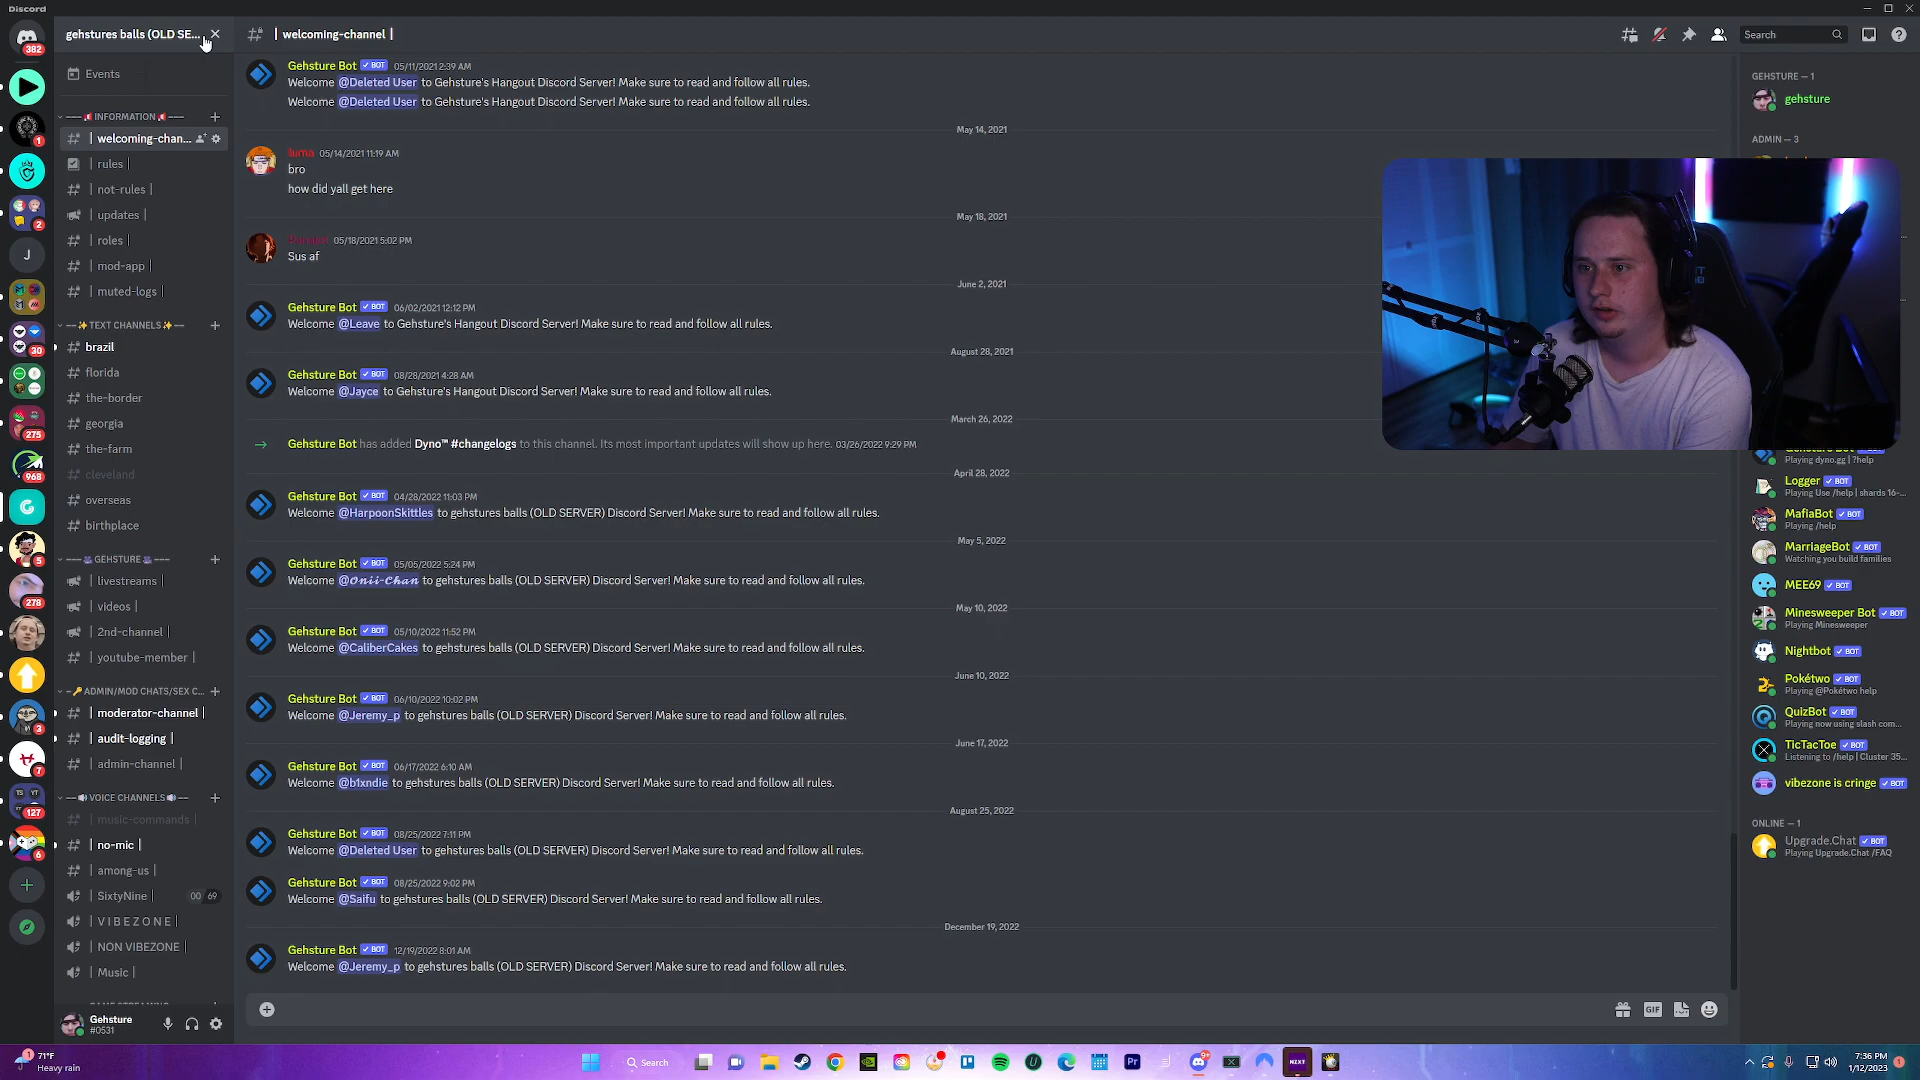 Discord
gehstures balls (OLD SE...
| welcoming-channel |
Search
382
Events
INFORMATION
| welcoming-chan...
| rules |
| not-rules |
| updates |
| roles |
| mod-app |
| muted-logs |
TEXT CHANNELS
brazil
florida
the-border
georgia
the-farm
cleveland
overseas
birthplace
GEHSTURE
| livestreams |
| videos |
| 2nd-channel |
| youtube-member |
ADMIN/MOD CHATS/SEX C...
| moderator-channel |
| audit-logging |
| admin-channel |
VOICE CHANNELS
| music-commands |
| no-mic |
| among-us |
SixtyNine | 00 69
| V I B E Z O N E |
| NON VIBEZONE |
| Music |
Gehsture
#0531
1
2
J
30
275
968
5
278
3
7
TS YT
127
6
Gehsture Bot BOT 05/11/2021 2:39 AM
Welcome @Deleted User to Gehsture's Hangout Discord Server! Make sure to read and follow all rules.
Welcome @Deleted User to Gehsture's Hangout Discord Server! Make sure to read and follow all rules.
May 14, 2021
05/14/2021 11:19 AM
bro
how did yall get here
May 18, 2021
05/18/2021 5:02 PM
Sus af
June 2, 2021
Gehsture Bot BOT 06/02/2021 12:12 PM
Welcome @Leave to Gehsture's Hangout Discord Server! Make sure to read and follow all rules.
August 28, 2021
Gehsture Bot BOT 08/28/2021 4:28 AM
Welcome @Jayce to Gehsture's Hangout Discord Server! Make sure to read and follow all rules.
March 26, 2022
Gehsture Bot has added Dyno™ #changelogs to this channel. Its most important updates will show up here. 03/26/2022 9:29 PM
April 28, 2022
Gehsture Bot BOT 04/28/2022 11:03 PM
Welcome @HarpoonSkittles to gehstures balls (OLD SERVER) Discord Server! Make sure to read and follow all rules.
May 5, 2022
Gehsture Bot BOT 05/05/2022 5:24 PM
Welcome @𝓞𝓷𝓲𝓲-𝓒𝓱𝓪𝓷 to gehstures balls (OLD SERVER) Discord Server! Make sure to read and follow all rules.
May 10, 2022
Gehsture Bot BOT 05/10/2022 11:52 PM
Welcome @CaliberCakes to gehstures balls (OLD SERVER) Discord Server! Make sure to read and follow all rules.
June 10, 2022
Gehsture Bot BOT 06/10/2022 10:02 PM
Welcome @Jeremy_p to gehstures balls (OLD SERVER) Discord Server! Make sure to read and follow all rules.
June 17, 2022
Gehsture Bot BOT 06/17/2022 6:10 AM
Welcome @b1xndie to gehstures balls (OLD SERVER) Discord Server! Make sure to read and follow all rules.
August 25, 2022
Gehsture Bot BOT 08/25/2022 7:11 PM
Welcome @Deleted User to gehstures balls (OLD SERVER) Discord Server! Make sure to read and follow all rules.
Gehsture Bot BOT 08/25/2022 9:02 PM
Welcome @Saifu to gehstures balls (OLD SERVER) Discord Server! Make sure to read and follow all rules.
December 19, 2022
Gehsture Bot BOT 12/19/2022 8:01 AM
Welcome @Jeremy_p to gehstures balls (OLD SERVER) Discord Server! Make sure to read and follow all rules.
GIF
GEHSTURE — 1
gehsture
ADMIN — 3
Playing dyno.gg | ?help
Logger BOT
Playing Use /help | shards 16-...
MafiaBot BOT
Playing /help
MarriageBot BOT
Watching you build families
MEE69 BOT
Minesweeper Bot BOT
Playing Minesweeper
Nightbot BOT
Pokétwo BOT
Playing @Pokétwo help
QuizBot BOT
Playing now using slash com...
TicTacToe BOT
Listening to /help | Cluster 35...
vibezone is cringe BOT
ONLINE — 1
Upgrade.Chat BOT
Playing Upgrade.Chat /FAQ
1
71°F
Heavy rain
Search
Pr
NZXT
7:36 PM
1/12/2023
1